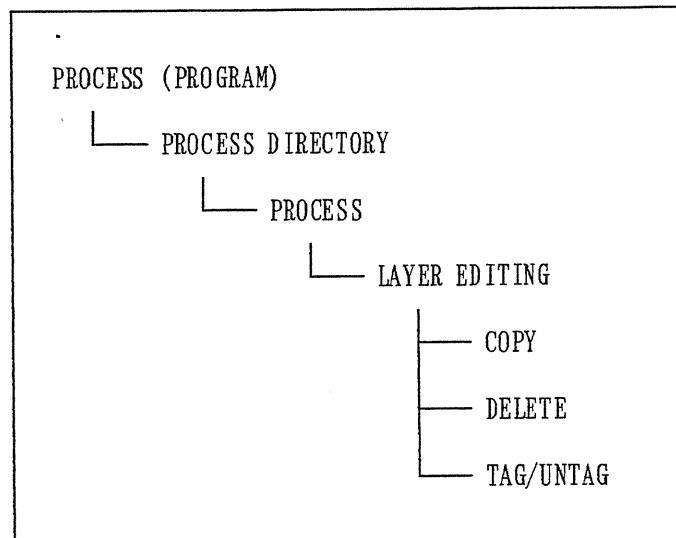 PROCESS (PROGRAM)
PROCESS DIRECTORY
PROCESS
LAYER EDITING
COPY
DELETE
TAG/UNTAG